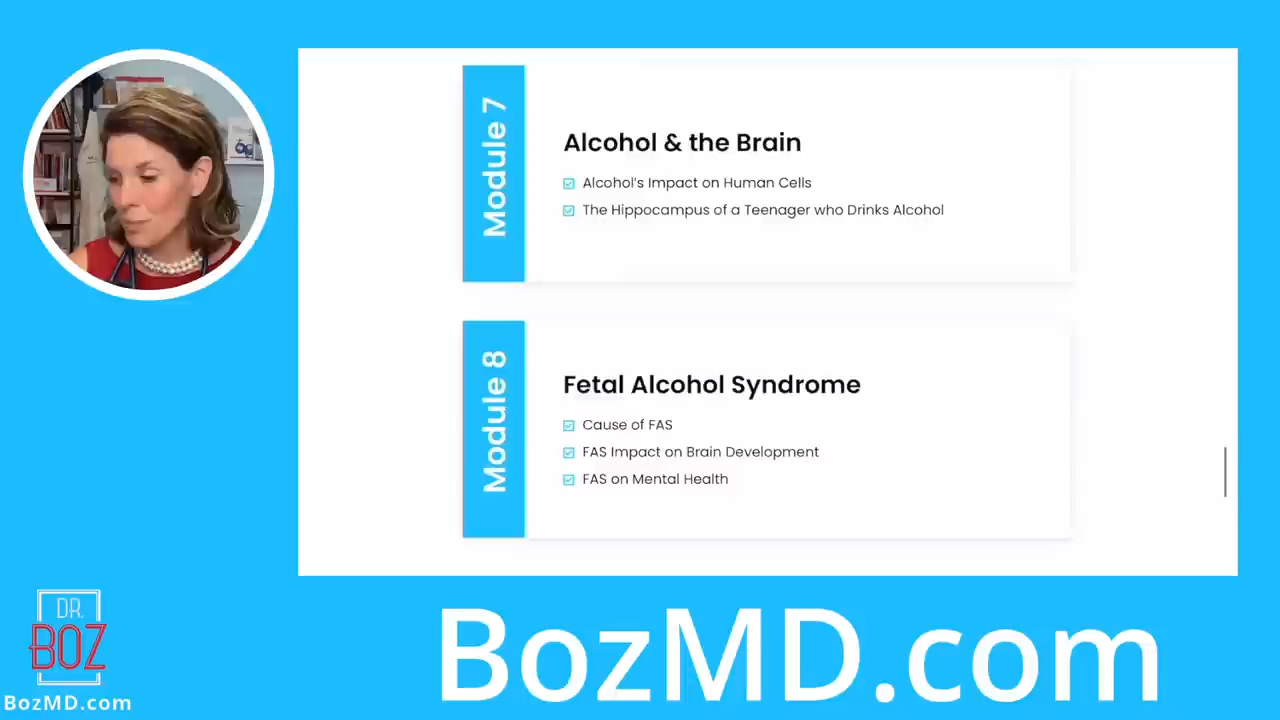 Module 7
Alcohol & the Brain
Alcohol's Impact on Human Cells
The Hippocampus of a Teenager who Drinks Alcohol
Module 8
Fetal Alcohol Syndrome
Cause of FAS
FAS Impact on Brain Development
FAS on Mental Health
DR.
BOZ
BozMD.com
BozMD.com